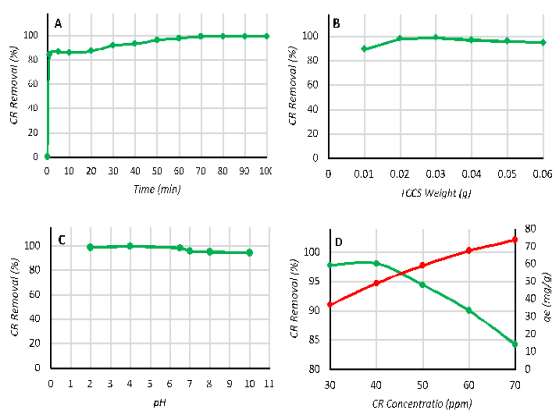 A
CR Removal (%)
120
100
80
60
40
20
0
0 10 20 30 40 50 60 70 80 90 100
Time (min)
B
CR Removal (%)
100
80
60
40
20
0
0 0.01 0.02 0.03 0.04 0.05 0.06
ICCS Weight (g)
C
CR Removal (%)
100
80
60
40
20
0
0 1 2 3 4 5 6 7 8 9 10 11
pH
D
CR Removal (%)
100
95
90
85
80
80
70
60
50
40
30
20
10
0
qe (mg/g)
30 40 50 60 70
CR Concentratio (ppm)